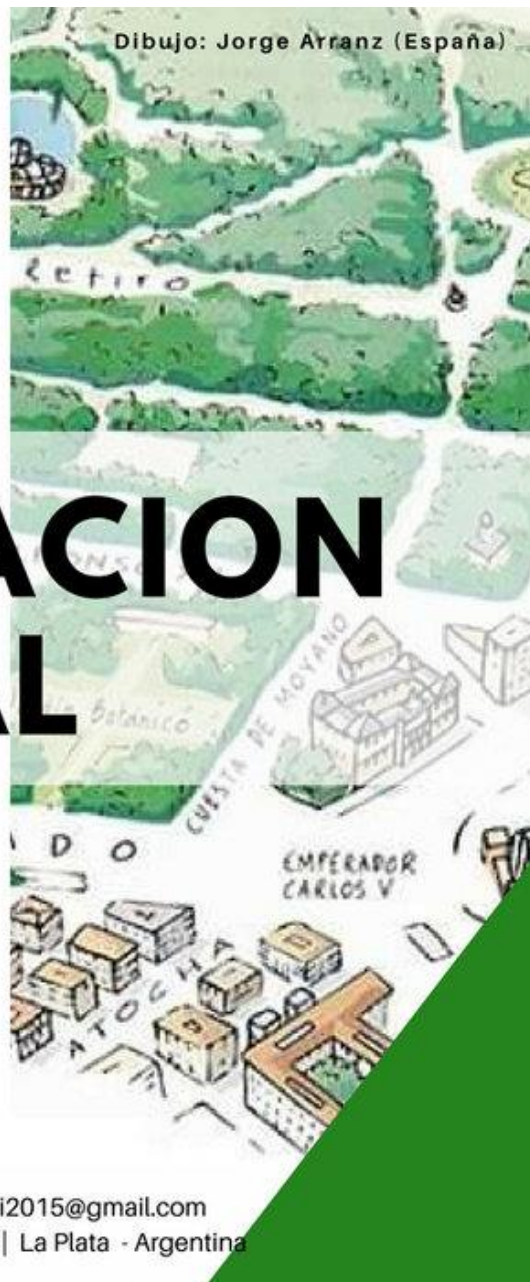 Dibujo: Jorge Arranz (España)
Retiro
ACION
AL
Botánico
CUESTA DE MOYANO
ADO
EMPERADOR
CARLOS V
ATOCHA
i2015@gmail.com
| La Plata - Argentina